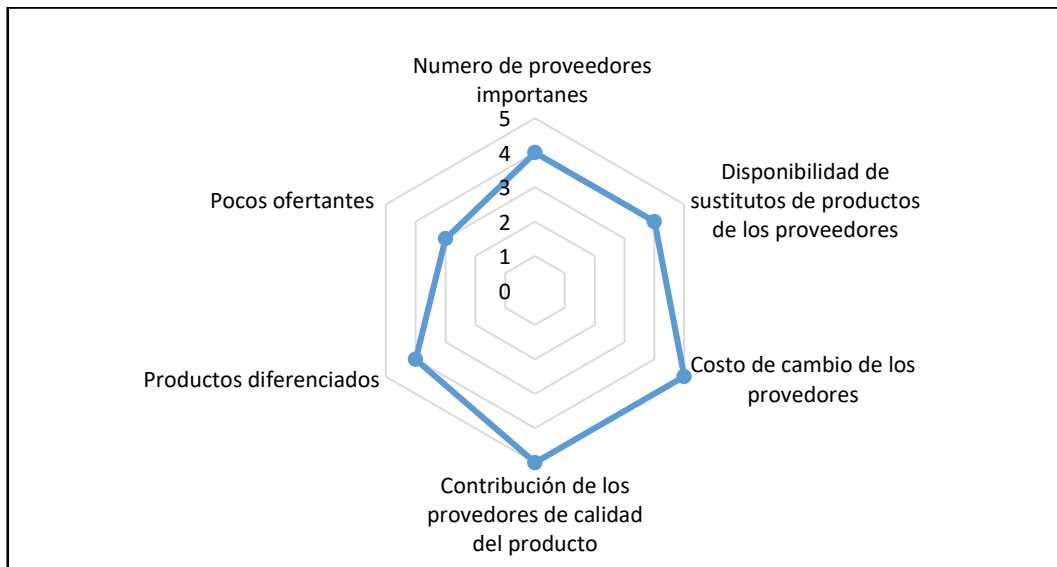 Numero de proveedores
importanes
5
4
3
2
1
0
Disponibilidad de
sustitutos de productos
de los proveedores
Costo de cambio de los
provedores
Contribución de los
provedores de calidad
del producto
Productos diferenciados
Pocos ofertantes